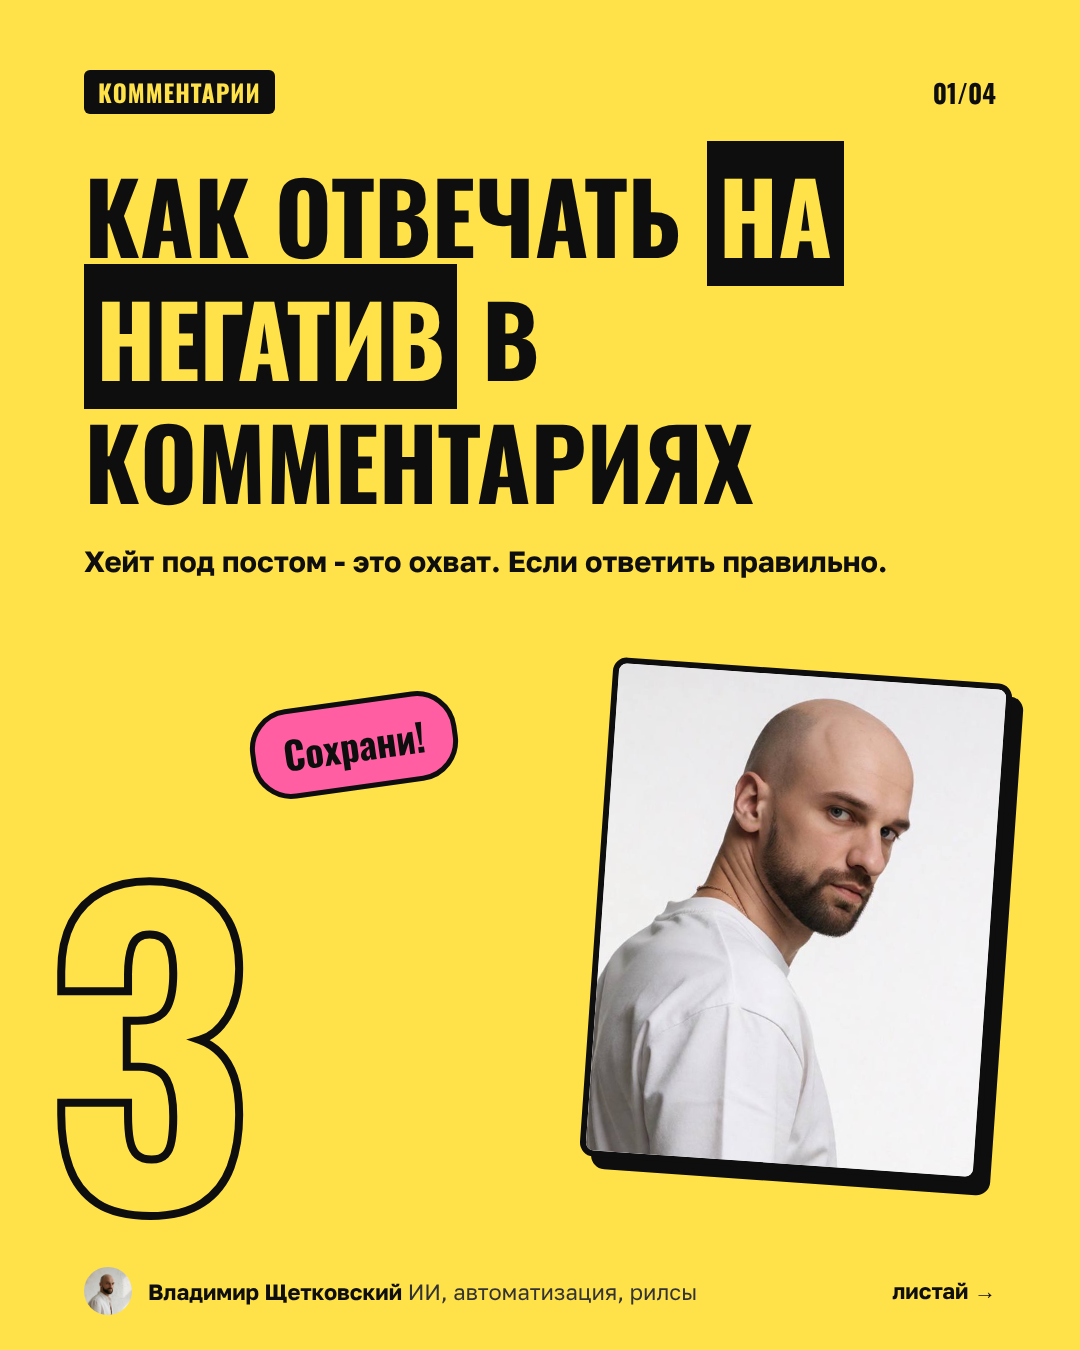 КОММЕНТАРИИ
01/04
КАК ОТВЕЧАТЬ НА
НЕГАТИВ В
КОММЕНТАРИЯХ
Хейт под постом - это охват. Если ответить правильно.
Сохрани!
3
Владимир Щетковский ИИ, автоматизация, рилсы
листай →